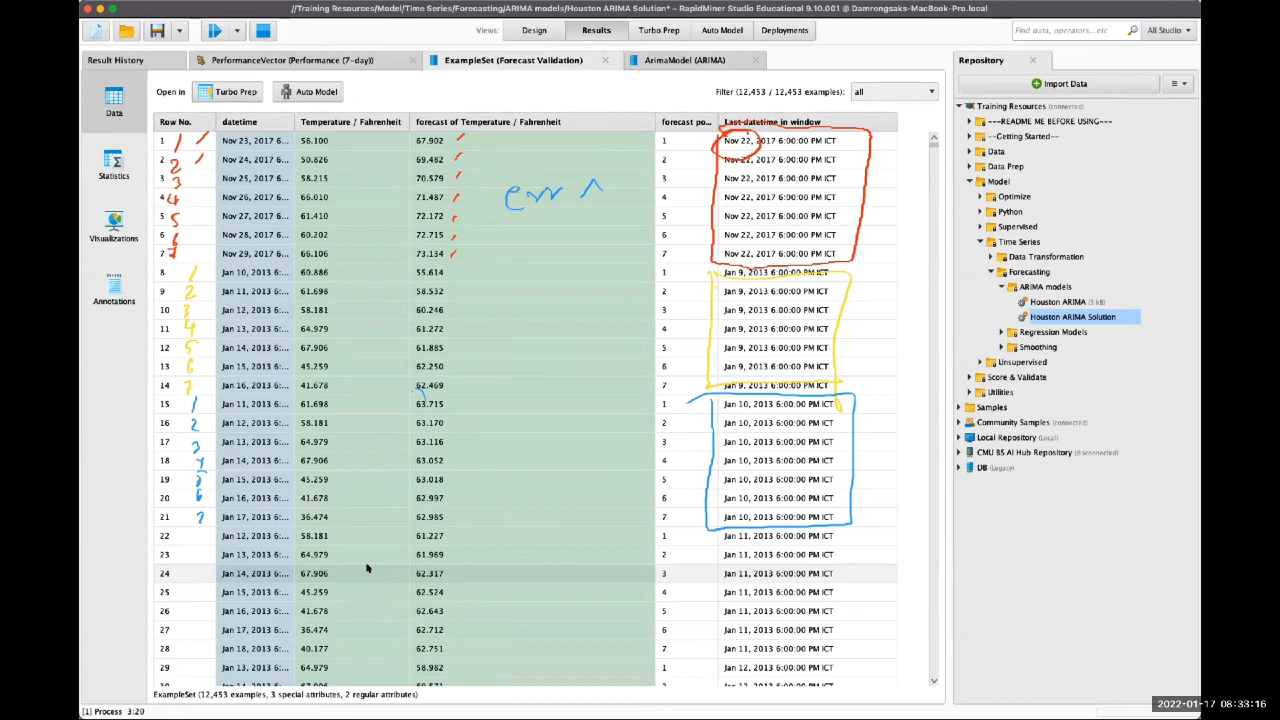 //Training Resources/Model/Time Series/Forecasting/ARIMA models/Houston ARIMA Solution* – RapidMiner Studio Educational 9.10.001 @ Damrongsaks-MacBook-Pro.local
Views: Design Results Turbo Prep Auto Model Deployments Find data, operators...etc All Studio
Result History PerformanceVector (Performance (7-day)) ExampleSet (Forecast Validation) ArimaModel (ARIMA) Repository
Open in Turbo Prep Auto Model Filter (12,453 / 12,453 examples): all
Import Data
Data
Statistics
Visualizations
Annotations
Row No. datetime Temperature / Fahrenheit forecast of Temperature / Fahrenheit forecast po... Last datetime in window
1 1 Nov 23, 2017 6... 56.100 67.902 1 Nov 22, 2017 6:00:00 PM ICT
2 2 Nov 24, 2017 6:... 50.826 69.482 2 Nov 22, 2017 6:00:00 PM ICT
3 3 Nov 25, 2017 6:... 58.215 70.579 3 Nov 22, 2017 6:00:00 PM ICT
4 4 Nov 26, 2017 6:... 66.010 71.487 err 4 Nov 22, 2017 6:00:00 PM ICT
5 5 Nov 27, 2017 6:... 61.410 72.172 5 Nov 22, 2017 6:00:00 PM ICT
6 6 Nov 28, 2017 6:... 60.202 72.715 6 Nov 22, 2017 6:00:00 PM ICT
7 7 Nov 29, 2017 6:... 66.106 73.134 7 Nov 22, 2017 6:00:00 PM ICT
8 1 Jan 10, 2013 6:... 60.886 55.614 1 Jan 9, 2013 6:00:00 PM ICT
9 2 Jan 11, 2013 6:... 61.698 58.532 2 Jan 9, 2013 6:00:00 PM ICT
10 3 Jan 12, 2013 6:... 58.181 60.246 3 Jan 9, 2013 6:00:00 PM ICT
11 4 Jan 13, 2013 6:... 64.979 61.272 4 Jan 9, 2013 6:00:00 PM ICT
12 5 Jan 14, 2013 6:... 67.906 61.885 5 Jan 9, 2013 6:00:00 PM ICT
13 6 Jan 15, 2013 6:... 45.259 62.250 6 Jan 9, 2013 6:00:00 PM ICT
14 7 Jan 16, 2013 6:... 41.678 62.469 7 Jan 9, 2013 6:00:00 PM ICT
15 1 Jan 11, 2013 6:... 61.698 63.715 1 Jan 10, 2013 6:00:00 PM ICT
16 2 Jan 12, 2013 6:... 58.181 63.170 2 Jan 10, 2013 6:00:00 PM ICT
17 3 Jan 13, 2013 6:... 64.979 63.116 3 Jan 10, 2013 6:00:00 PM ICT
18 4 Jan 14, 2013 6:... 67.906 63.052 4 Jan 10, 2013 6:00:00 PM ICT
19 5 Jan 15, 2013 6:... 45.259 63.018 5 Jan 10, 2013 6:00:00 PM ICT
20 6 Jan 16, 2013 6:... 41.678 62.997 6 Jan 10, 2013 6:00:00 PM ICT
21 7 Jan 17, 2013 6:... 36.474 62.985 7 Jan 10, 2013 6:00:00 PM ICT
22 Jan 12, 2013 6:... 58.181 61.227 1 Jan 11, 2013 6:00:00 PM ICT
23 Jan 13, 2013 6:... 64.979 61.969 2 Jan 11, 2013 6:00:00 PM ICT
24 Jan 14, 2013 6:... 67.906 62.317 3 Jan 11, 2013 6:00:00 PM ICT
25 Jan 15, 2013 6:... 45.259 62.524 4 Jan 11, 2013 6:00:00 PM ICT
26 Jan 16, 2013 6:... 41.678 62.643 5 Jan 11, 2013 6:00:00 PM ICT
27 Jan 17, 2013 6:... 36.474 62.712 6 Jan 11, 2013 6:00:00 PM ICT
28 Jan 18, 2013 6:... 40.177 62.751 7 Jan 11, 2013 6:00:00 PM ICT
29 Jan 13, 2013 6:... 64.979 58.982 1 Jan 12, 2013 6:00:00 PM ICT
ExampleSet (12,453 examples, 3 special attributes, 2 regular attributes)
Training Resources (connected)
---README ME BEFORE USING---
--Getting Started--
Data
Data Prep
Model
Optimize
Python
Supervised
Time Series
Data Transformation
Forecasting
ARIMA models
Houston ARIMA (3 kB)
Houston ARIMA Solution
Regression Models
Smoothing
Unsupervised
Score & Validate
Utilities
Samples
Community Samples (connected)
Local Repository (Local)
CMU BS AI Hub Repository (connected)
DB (Legacy)
[1] Process 3:20
2022-01-17 08:33:16